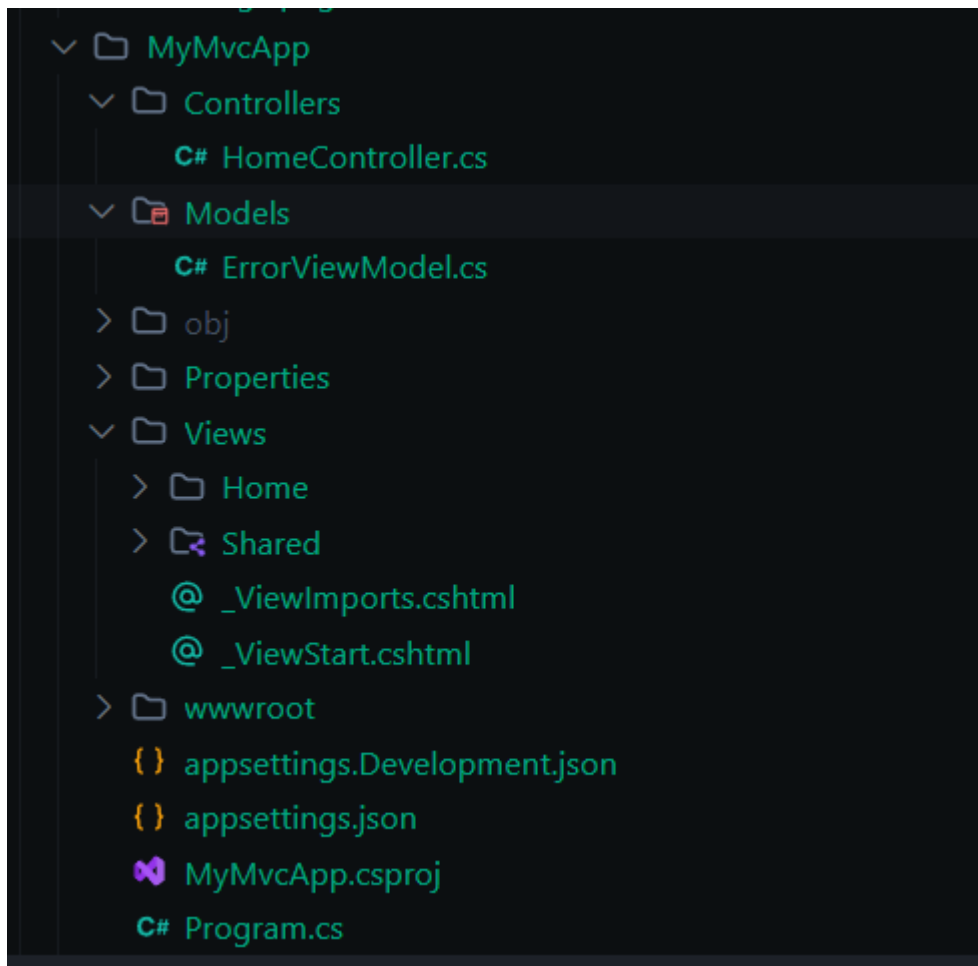 MyMvcApp
Controllers
C# HomeController.cs
Models
C# ErrorViewModel.cs
obj
Properties
Views
Home
Shared
@ _ViewImports.cshtml
@ _ViewStart.cshtml
wwwroot
{ } appsettings.Development.json
{ } appsettings.json
MyMvcApp.csproj
C# Program.cs